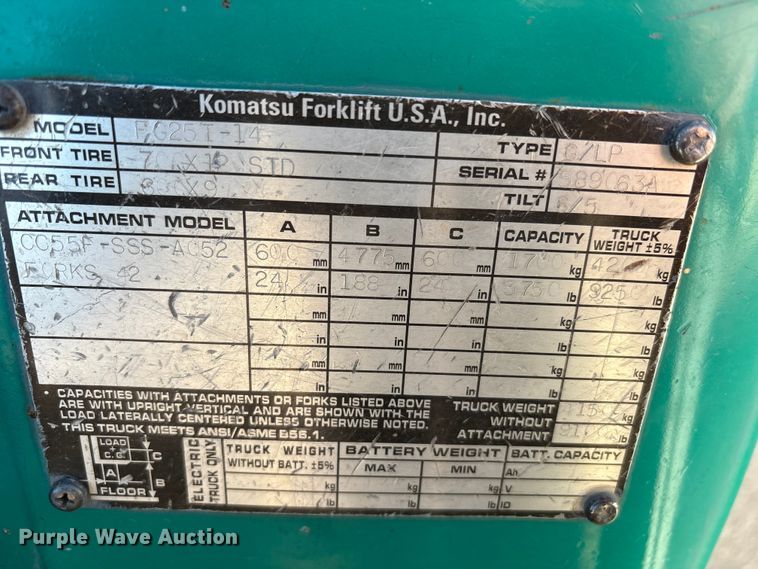 Komatsu Forklift U.S.A., Inc.
MODEL FG25T-14
FRONT TIRE STD TYPE G/LP
REAR TIRE SERIAL #
TILT
ATTACHMENT MODEL A B C CAPACITY TRUCK WEIGHT ±5%
600 mm 4775 mm 600 mm kg kg
FORKS 42 24 in 188 in 24 in 3750 lb 9250 lb
mm mm mm kg kg
in in in lb lb
mm mm mm kg kg
in in in lb lb
• CAPACITIES WITH ATTACHMENTS OR FORKS LISTED ABOVE
ARE WITH UPRIGHT VERTICAL AND ARE SHOWN WITH THE
LOAD LATERALLY CENTERED UNLESS OTHERWISE NOTED.
• THIS TRUCK MEETS ANSI/ASME B56.1.
TRUCK WEIGHT
WITHOUT
ATTACHMENT
LOAD
C.G. C
A B
FLOOR
ELECTRIC
TRUCK ONLY
TRUCK WEIGHT BATTERY WEIGHT BATT. CAPACITY
WITHOUT BATT. ±5% MAX MIN Ah
kg kg kg V
lb lb lb ID
Purple Wave Auction